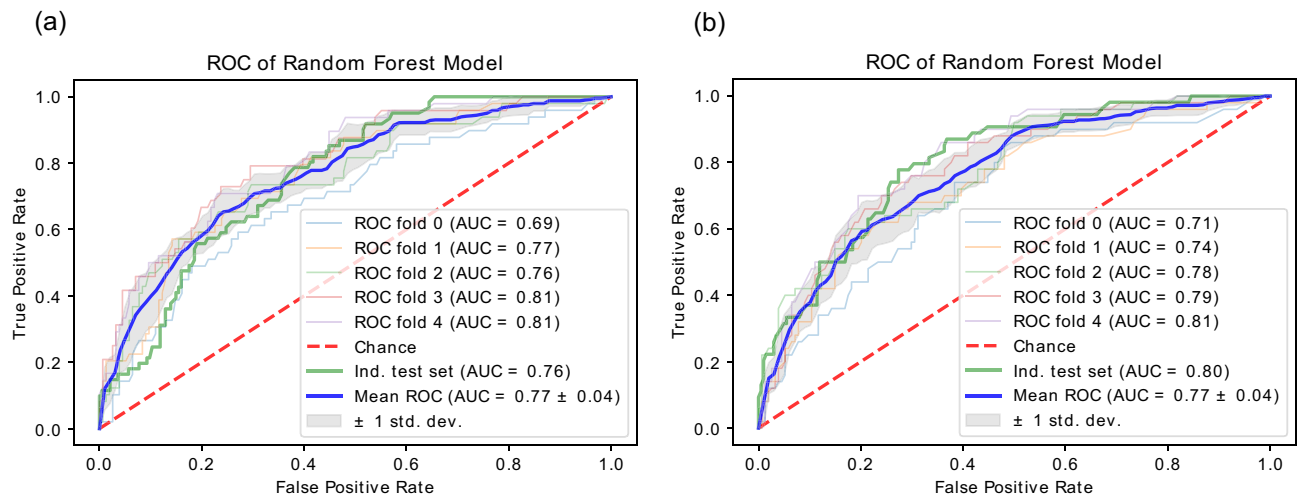 (a)
ROC of Random Forest Model
True Positive Rate
1.0
0.8
0.6
0.4
0.2
0.0
ROC fold 0 (AUC = 0.69)
ROC fold 1 (AUC = 0.77)
ROC fold 2 (AUC = 0.76)
ROC fold 3 (AUC = 0.81)
ROC fold 4 (AUC = 0.81)
Chance
Ind. test set (AUC = 0.76)
Mean ROC (AUC = 0.77 ± 0.04)
± 1 std. dev.
0.0 0.2 0.4 0.6 0.8 1.0
False Positive Rate
(b)
ROC of Random Forest Model
True Positive Rate
1.0
0.8
0.6
0.4
0.2
0.0
ROC fold 0 (AUC = 0.71)
ROC fold 1 (AUC = 0.74)
ROC fold 2 (AUC = 0.78)
ROC fold 3 (AUC = 0.79)
ROC fold 4 (AUC = 0.81)
Chance
Ind. test set (AUC = 0.80)
Mean ROC (AUC = 0.77 ± 0.04)
± 1 std. dev.
0.0 0.2 0.4 0.6 0.8 1.0
False Positive Rate